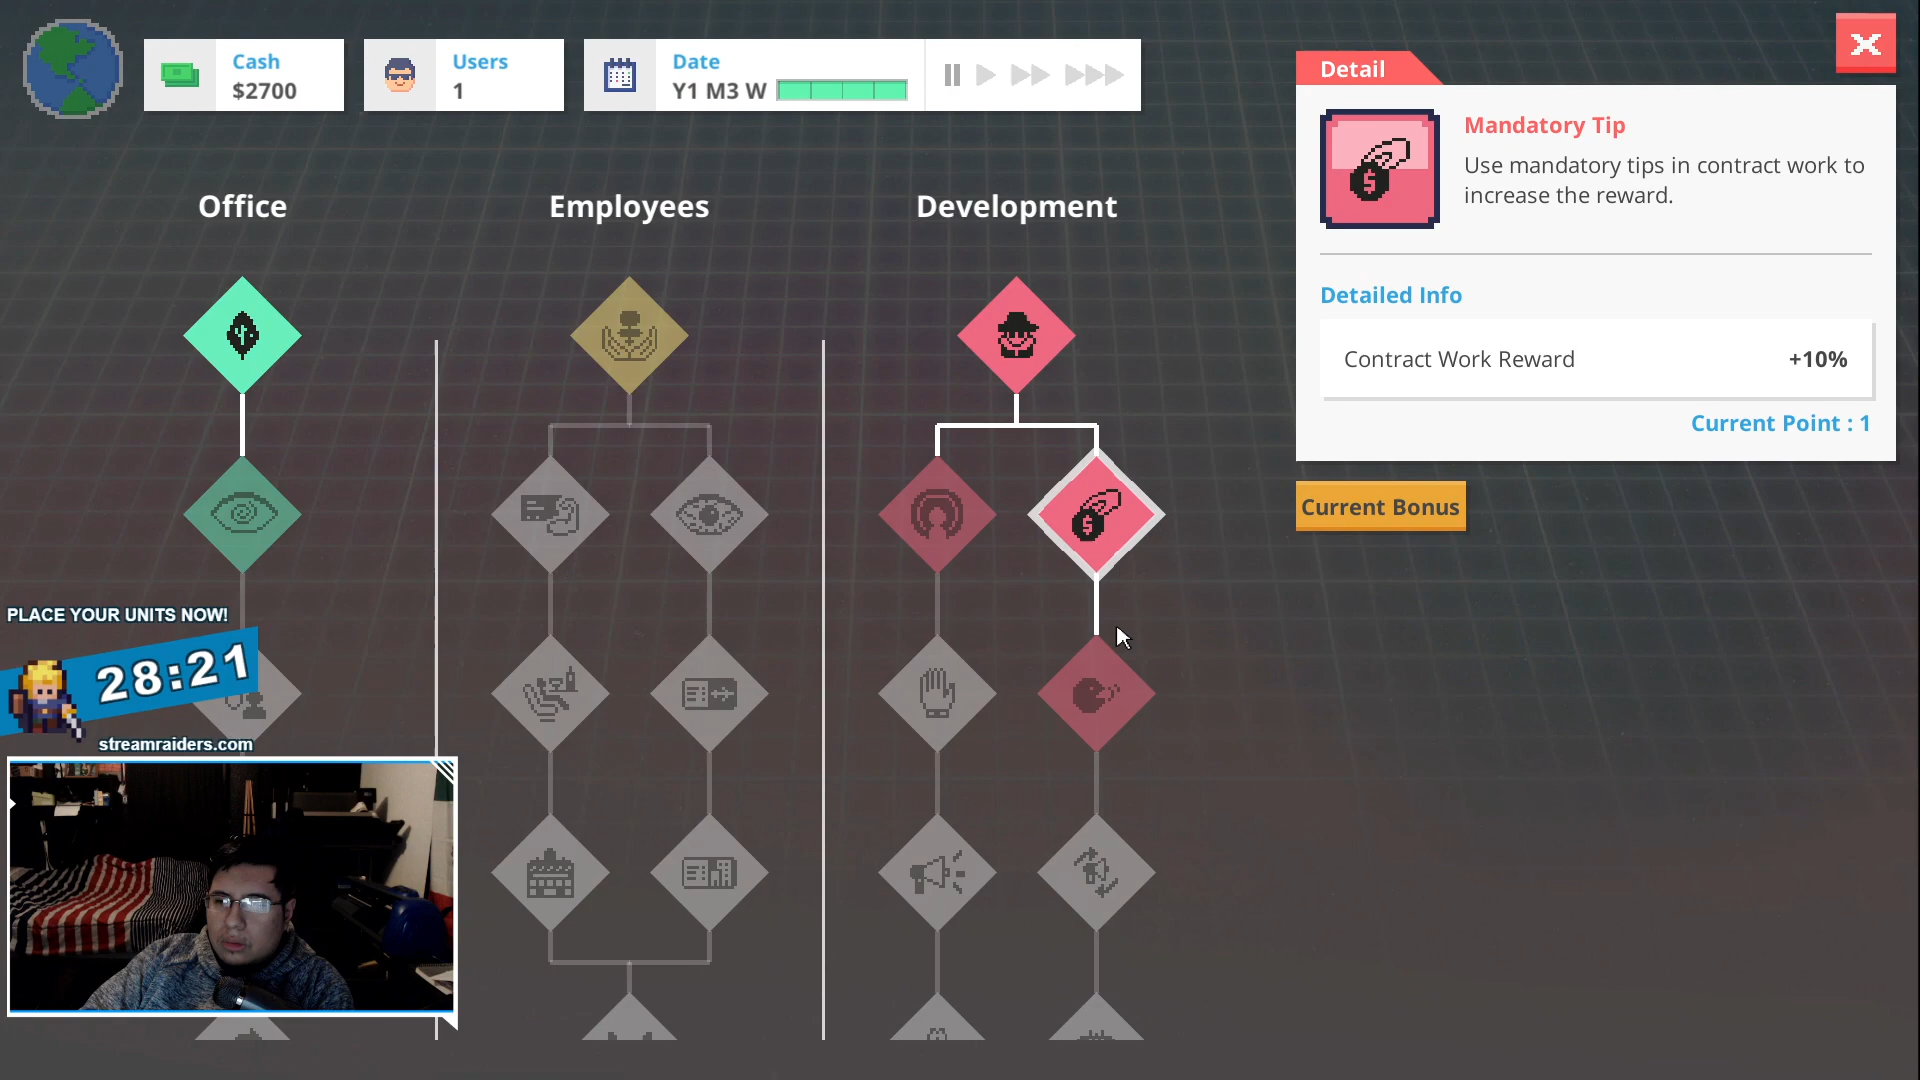 Cash
$2700
Users
1
Date
Y1 M3 W
Detail
Mandatory Tip
Use mandatory tips in contract work to
increase the reward.
Detailed Info
Contract Work Reward +10%
Current Point : 1
Current Bonus
Office
Employees
Development
PLACE YOUR UNITS NOW!
28:21
streamraiders.com